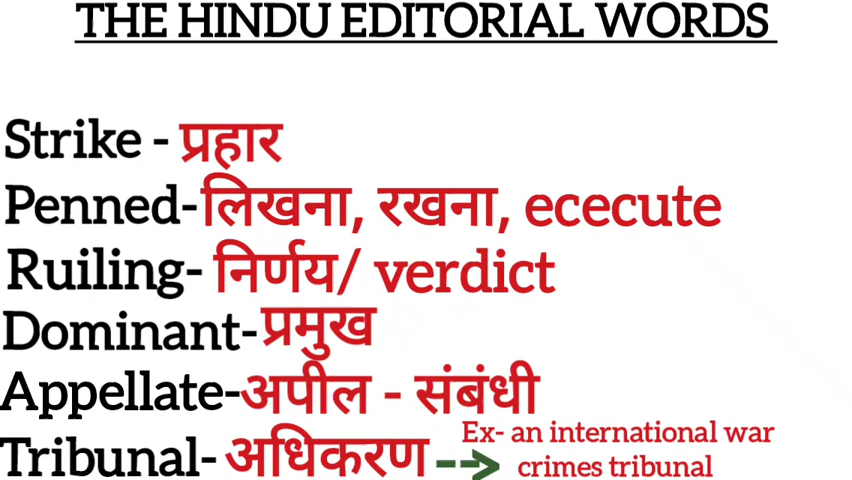 THE HINDU EDITORIAL WORDS
Strike - प्रहार
Penned-लिखना, रखना, ececute
Ruiling- निर्णय/ verdict
Dominant-प्रमुख
Appellate-अपील - संबंधी
Tribunal- अधिकरण --> Ex- an international war
crimes tribunal